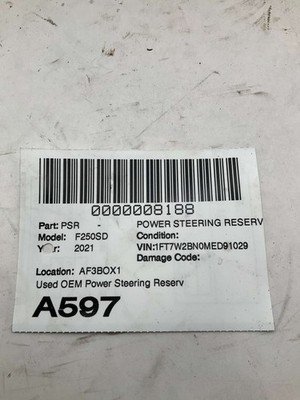 0000008188
Part: PSR - POWER STEERING RESERV
Model: F250SD Condition:
Year: 2021 VIN:1FT7W2BN0MED91029
Damage Code:
Location: AF3BOX1
Used OEM Power Steering Reserv
A597